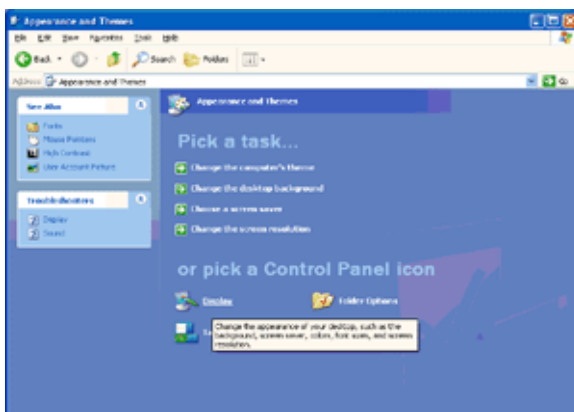 Appearance and Themes
File Edit View Favorites Tools Help
Back Search Folders
Address Appearance and Themes Go
See Also
Fonts
Mouse Pointers
High Contrast
User Account Picture
Troubleshooters
Display
Sound
Appearance and Themes
Pick a task...
Change the computer's theme
Change the desktop background
Choose a screen saver
Change the screen resolution
or pick a Control Panel icon
Display Folder Options
Change the appearance of your desktop, such as the
background, screen saver, colors, font sizes, and screen
resolution.